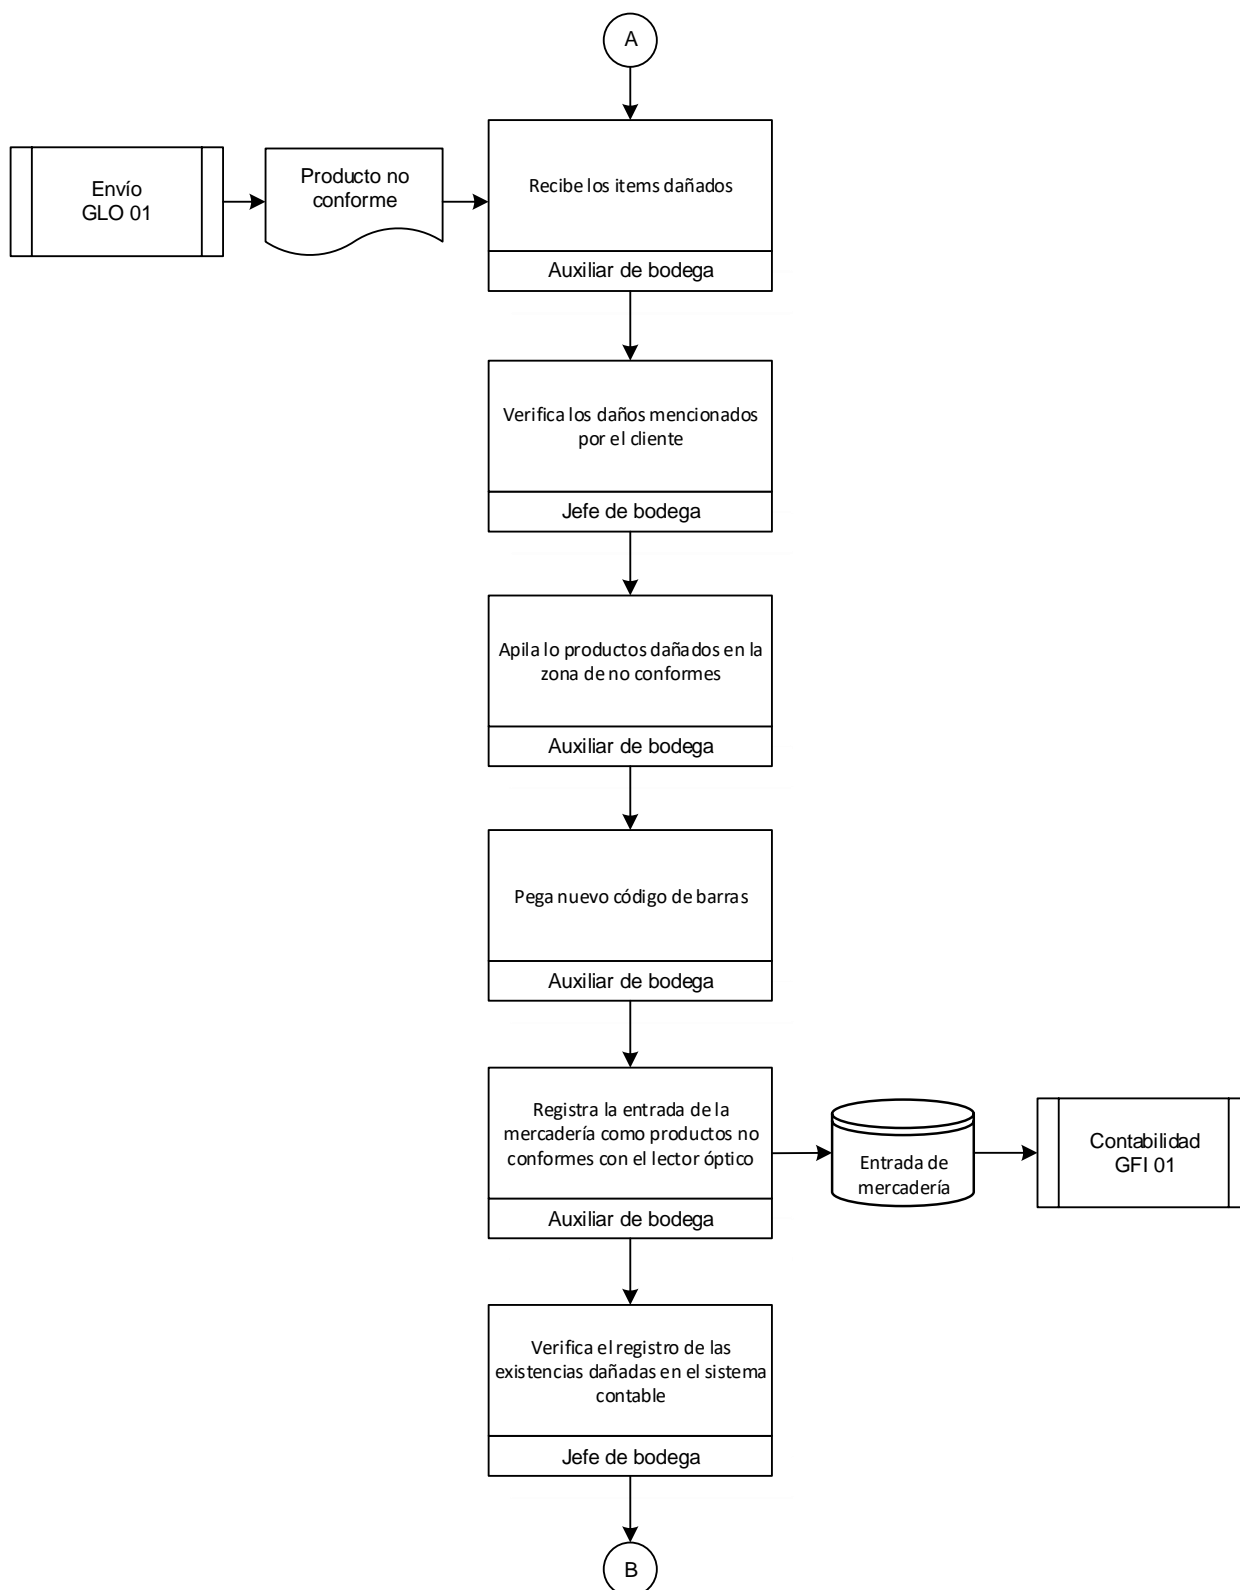 A
Envío
GLO 01
Producto no
conforme
Recibe los items dañados
Auxiliar de bodega
Verifica los daños mencionados
por el cliente
Jefe de bodega
Apila lo productos dañados en la
zona de no conformes
Auxiliar de bodega
Pega nuevo código de barras
Auxiliar de bodega
Registra la entrada de la
mercadería como productos no
conformes con el lector óptico
Auxiliar de bodega
Entrada de
mercadería
Contabilidad
GFI 01
Verifica el registro de las
existencias dañadas en el sistema
contable
Jefe de bodega
B